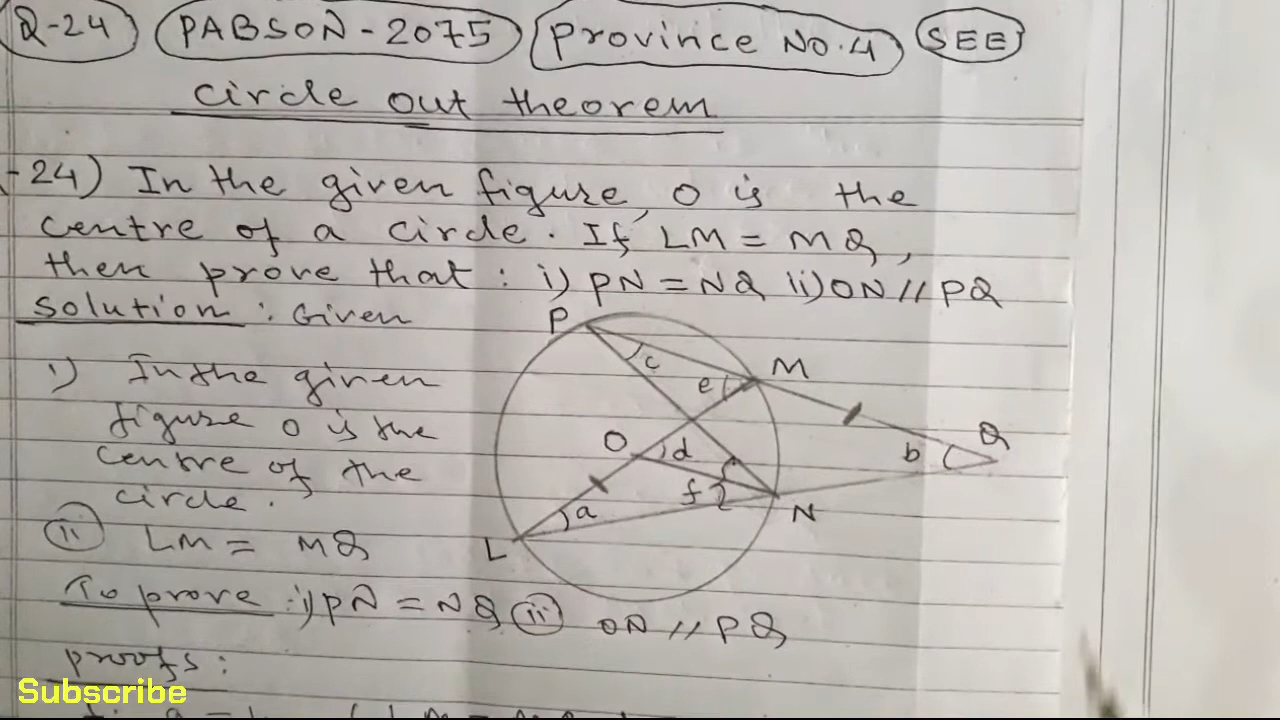 Q-24 PABSON-2075 Province No.4 SEE
circle out theorem
-24) In the given figure, O is the
centre of a circle. If LM = MQ,
then prove that: i) PN = NQ ii) ON // PQ
solution: Given
i) In the given
figure O is the
centre of the
circle.
ii LM = MQ
To prove: i) PN = NQ ii ON // PQ
proofs:
P
c
e
M
O
d
b
Q
a
f
N
L
Subscribe